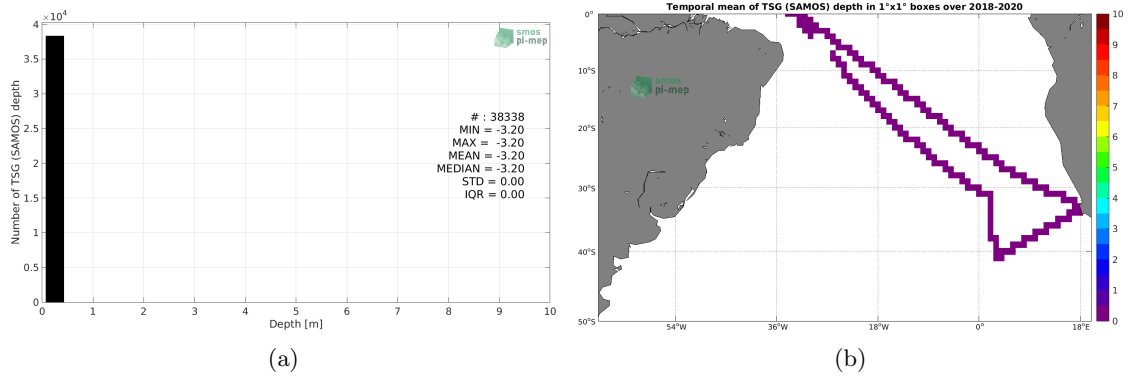 ×10⁴
4
3.5
3
2.5
2
1.5
1
0.5
0
Number of TSG (SAMOS) depth
smos
pi-mep
# : 38338
MIN = -3.20
MAX = -3.20
MEAN = -3.20
MEDIAN = -3.20
STD = 0.00
IQR = 0.00
0 1 2 3 4 5 6 7 8 9 10
Depth [m]
(a)
Temporal mean of TSG (SAMOS) depth in 1°x1° boxes over 2018-2020
0°
10°S
20°S
30°S
40°S
50°S
smos
pi-mep
54°W 36°W 18°W 0° 18°E
10
9
8
7
6
5
4
3
2
1
0
(b)